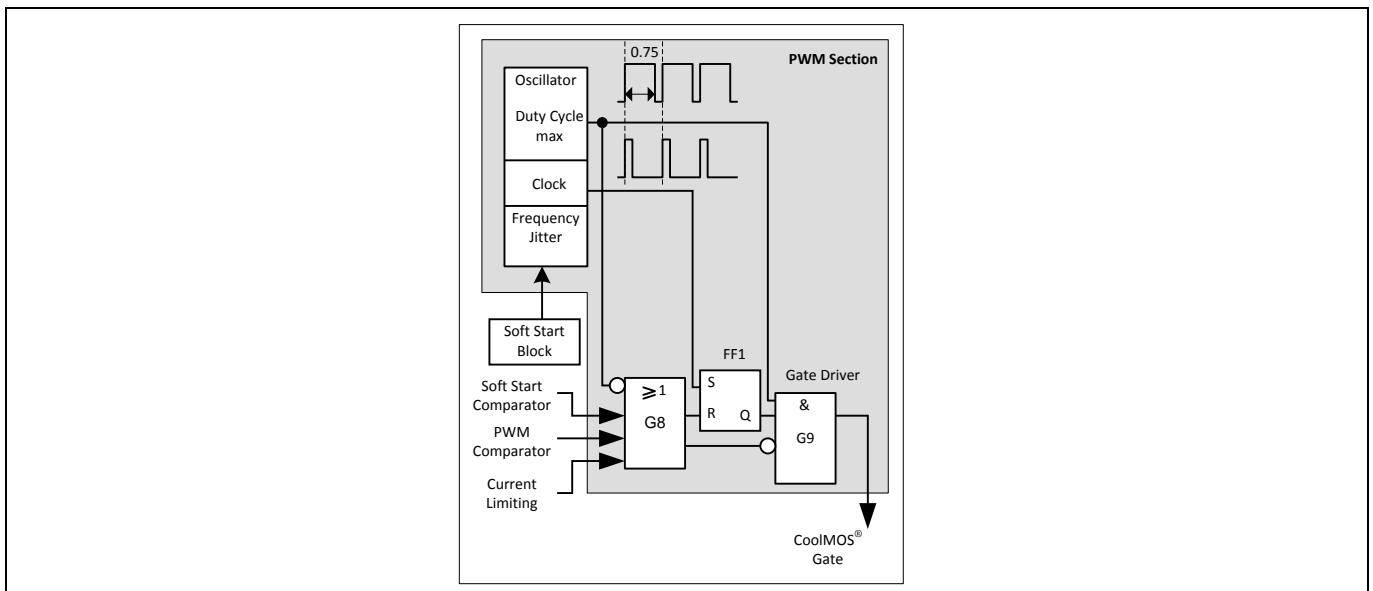 0.75
PWM Section
Oscillator
Duty Cycle
max
Clock
Frequency
Jitter
Soft Start
Block
FF1
Gate Driver
Soft Start
Comparator
PWM
Comparator
Current
Limiting
⩾1
G8
S
R Q
&
G9
CoolMOS®
Gate